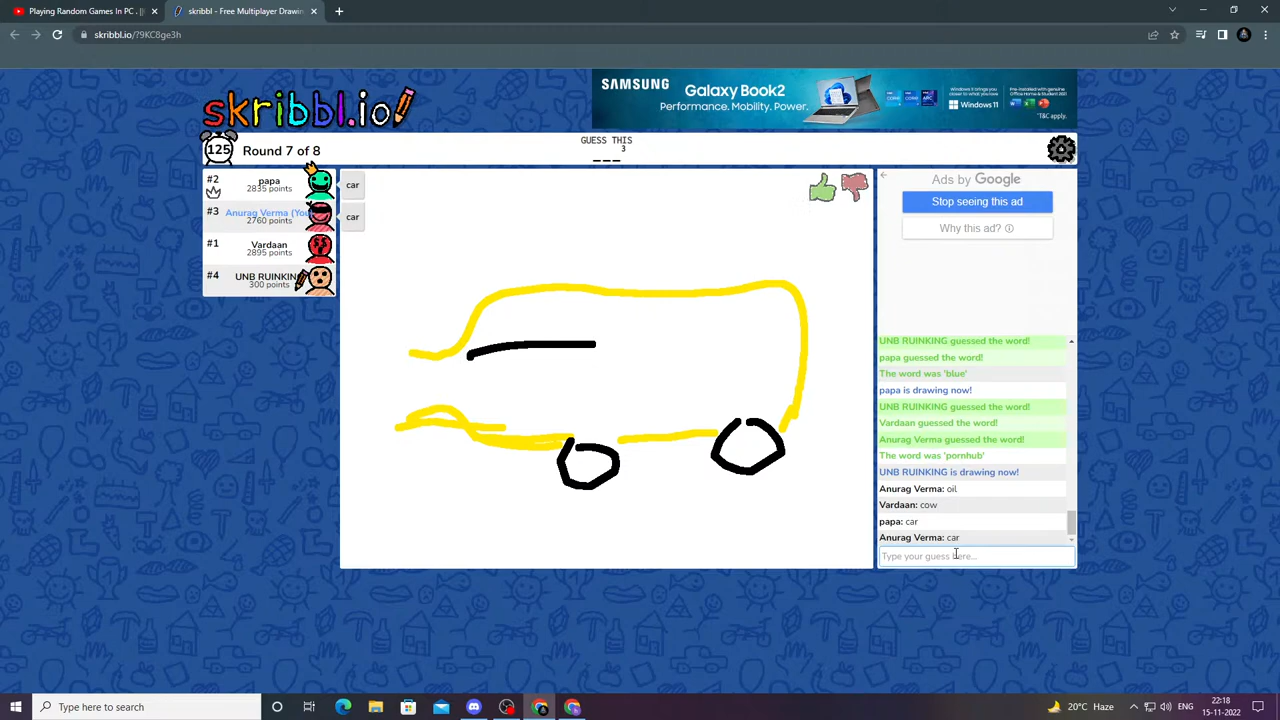 Playing Random Games In PC . [
skribbl - Free Multiplayer Drawin
skribbl.io/?9KC8ge3h
skribbl.io
SAMSUNG
Galaxy Book2
Performance. Mobility. Power.
Windows 11
*T&C apply.
125
Round 7 of 8
GUESS THIS
3
___
#2
papa
2835 points
car
#3
Anurag Verma (You
2760 points
car
#1
Vardaan
2895 points
#4
UNB RUINKING
300 points
Ads by Google
Stop seeing this ad
Why this ad?
UNB RUINKING guessed the word!
papa guessed the word!
The word was 'blue'
papa is drawing now!
UNB RUINKING guessed the word!
Vardaan guessed the word!
Anurag Verma guessed the word!
The word was 'pornhub'
UNB RUINKING is drawing now!
Anurag Verma: oil
Vardaan: cow
papa: car
Anurag Verma: car
Type your guess here...
Type here to search
20°C Haze
ENG
22:18
15-11-2022